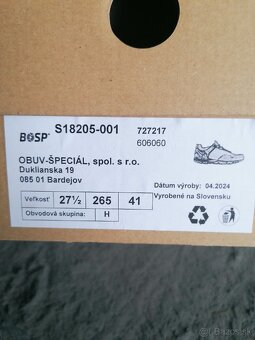 BOSP® S18205-001 727217
606060
OBUV-ŠPECIÁL, spol. s r.o.
Duklianska 19
085 01 Bardejov
Dátum výroby: 04.2024
Vyrobené na Slovensku
Veľkosť 27½ 265 41
Obvodová skupina: H
Bazos.sk